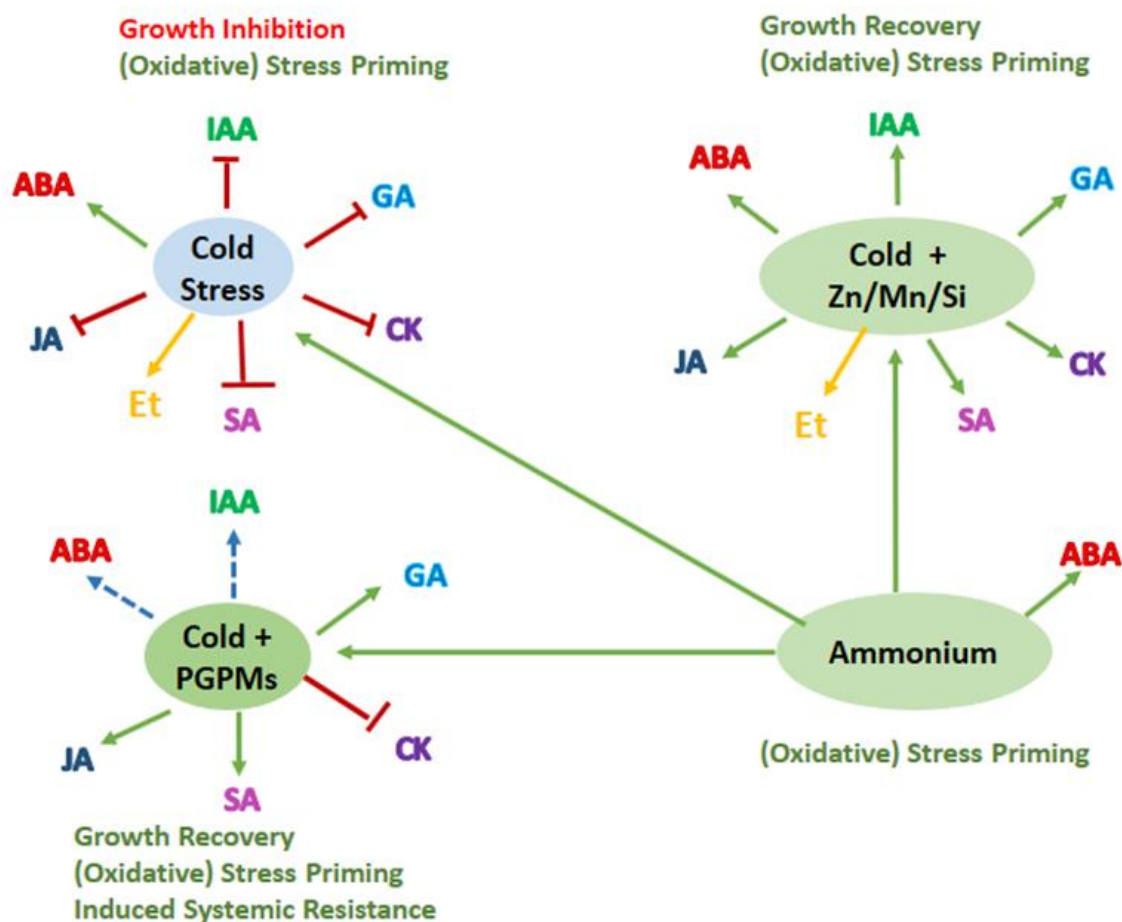 Growth Inhibition
(Oxidative) Stress Priming
IAA
ABA
GA
Cold
Stress
JA
CK
Et
SA
Growth Recovery
(Oxidative) Stress Priming
IAA
ABA
GA
Cold +
Zn/Mn/Si
JA
CK
Et
SA
IAA
ABA
GA
Cold +
PGPMs
JA
CK
SA
Growth Recovery
(Oxidative) Stress Priming
Induced Systemic Resistance
ABA
Ammonium
(Oxidative) Stress Priming